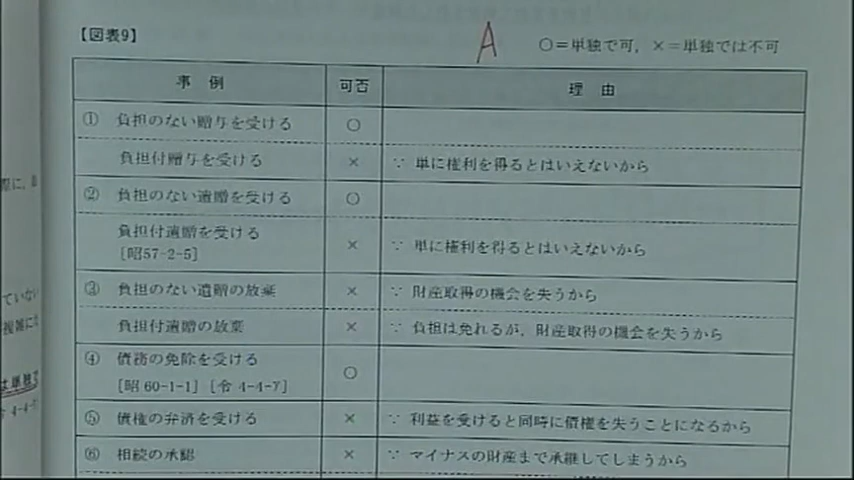 【図表9】
A
○=単独で可，×=単独では不可
事 例 可否 理 由
① 負担のない贈与を受ける ○
負担付贈与を受ける × ∵ 単に権利を得るとはいえないから
② 負担のない遺贈を受ける ○
負担付遺贈を受ける
[昭57-2-5] × ∵ 単に権利を得るとはいえないから
③ 負担のない遺贈の放棄 × ∵ 財産取得の機会を失うから
負担付遺贈の放棄 × ∵ 負担は免れるが，財産取得の機会を失うから
④ 債務の免除を受ける
[昭60-1-1] [令4-4-ア] ○
⑤ 債権の弁済を受ける × ∵ 利益を受けると同時に債権を失うことになるから
⑥ 相続の承認 × ∵ マイナスの財産まで承継してしまうから
ていない
は単独で